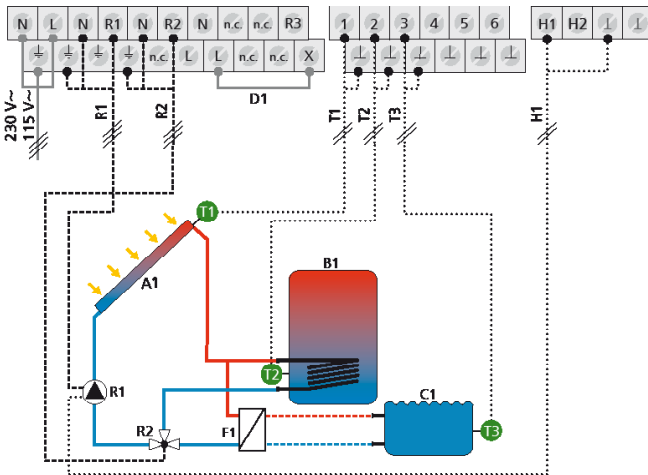 N L N R1 N R2 N n.c. n.c. R3
n.c. L L n.c. n.c. X
1 2 3 4 5 6
H1 H2
D1
230 V~
115 V~
R1
R2
T1
T2
T3
H1
T1
A1
B1
T2
R1
R2
F1
C1
T3